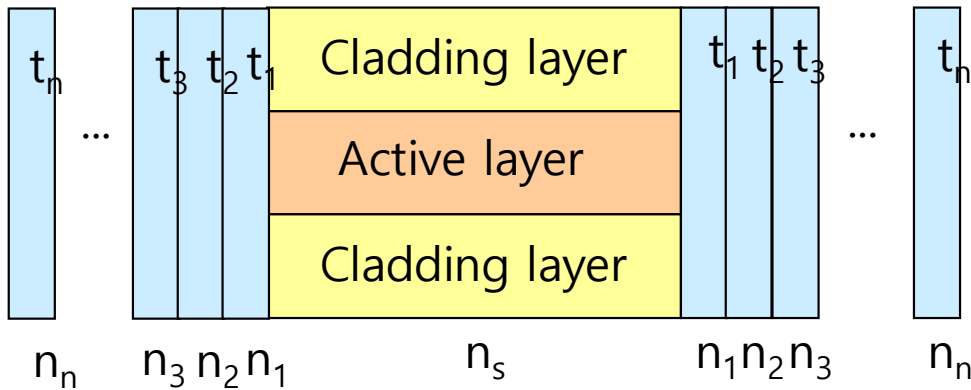 Cladding layer
tₙ ... t₃ t₂ t₁ t₁ t₂ t₃ ... tₙ
Active layer
Cladding layer
nₙ n₃ n₂ n₁ nₛ n₁ n₂ n₃ nₙ